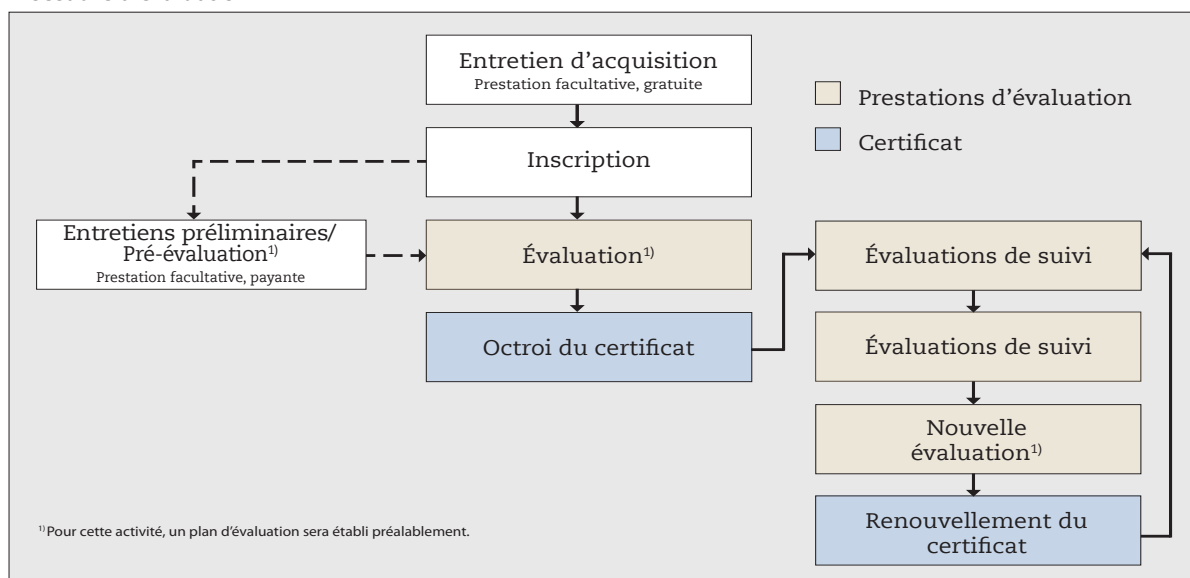 Entretien d'acquisition
Prestation facultative, gratuite
Prestations d'évaluation
Certificat
Inscription
Entretiens préliminaires/
Pré-évaluation¹⁾
Prestation facultative, payante
Évaluation¹⁾
Évaluations de suivi
Octroi du certificat
Évaluations de suivi
Nouvelle
évaluation¹⁾
Renouvellement du
certificat
¹⁾ Pour cette activité, un plan d'évaluation sera établi préalablement.